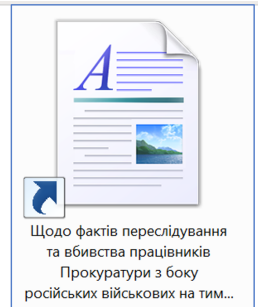 A
Щодо фактів переслідування
та вбивства працівників
Прокуратури з боку
російських військових на тим...